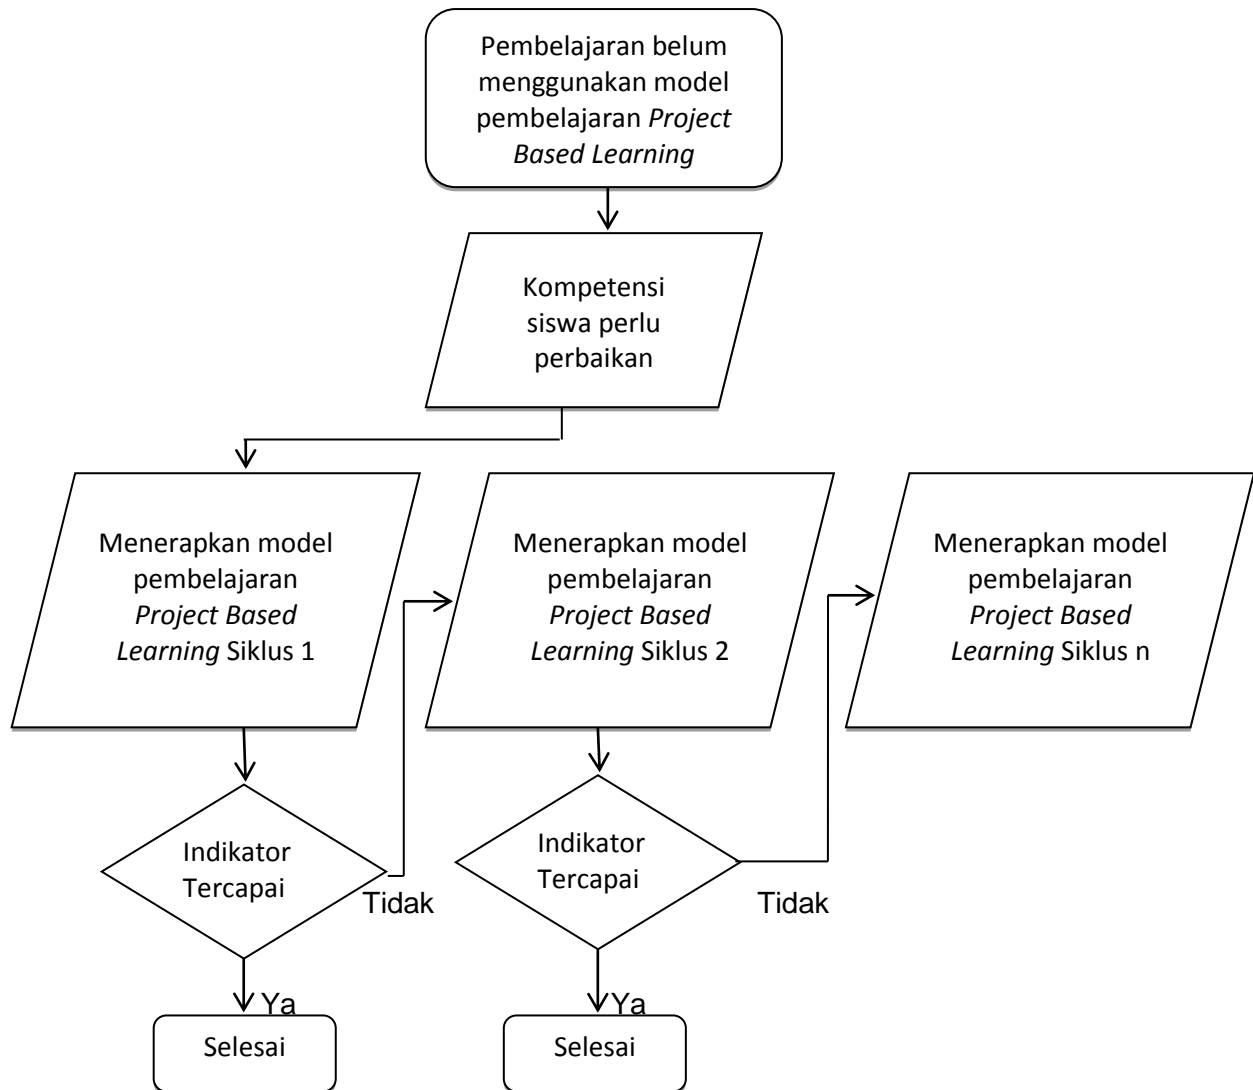 Pembelajaran belum
menggunakan model
pembelajaran Project
Based Learning
Kompetensi
siswa perlu
perbaikan
Menerapkan model
pembelajaran
Project Based
Learning Siklus 1
Menerapkan model
pembelajaran
Project Based
Learning Siklus 2
Menerapkan model
pembelajaran
Project Based
Learning Siklus n
Indikator
Tercapai
Tidak
Indikator
Tercapai
Tidak
Ya
Ya
Selesai
Selesai